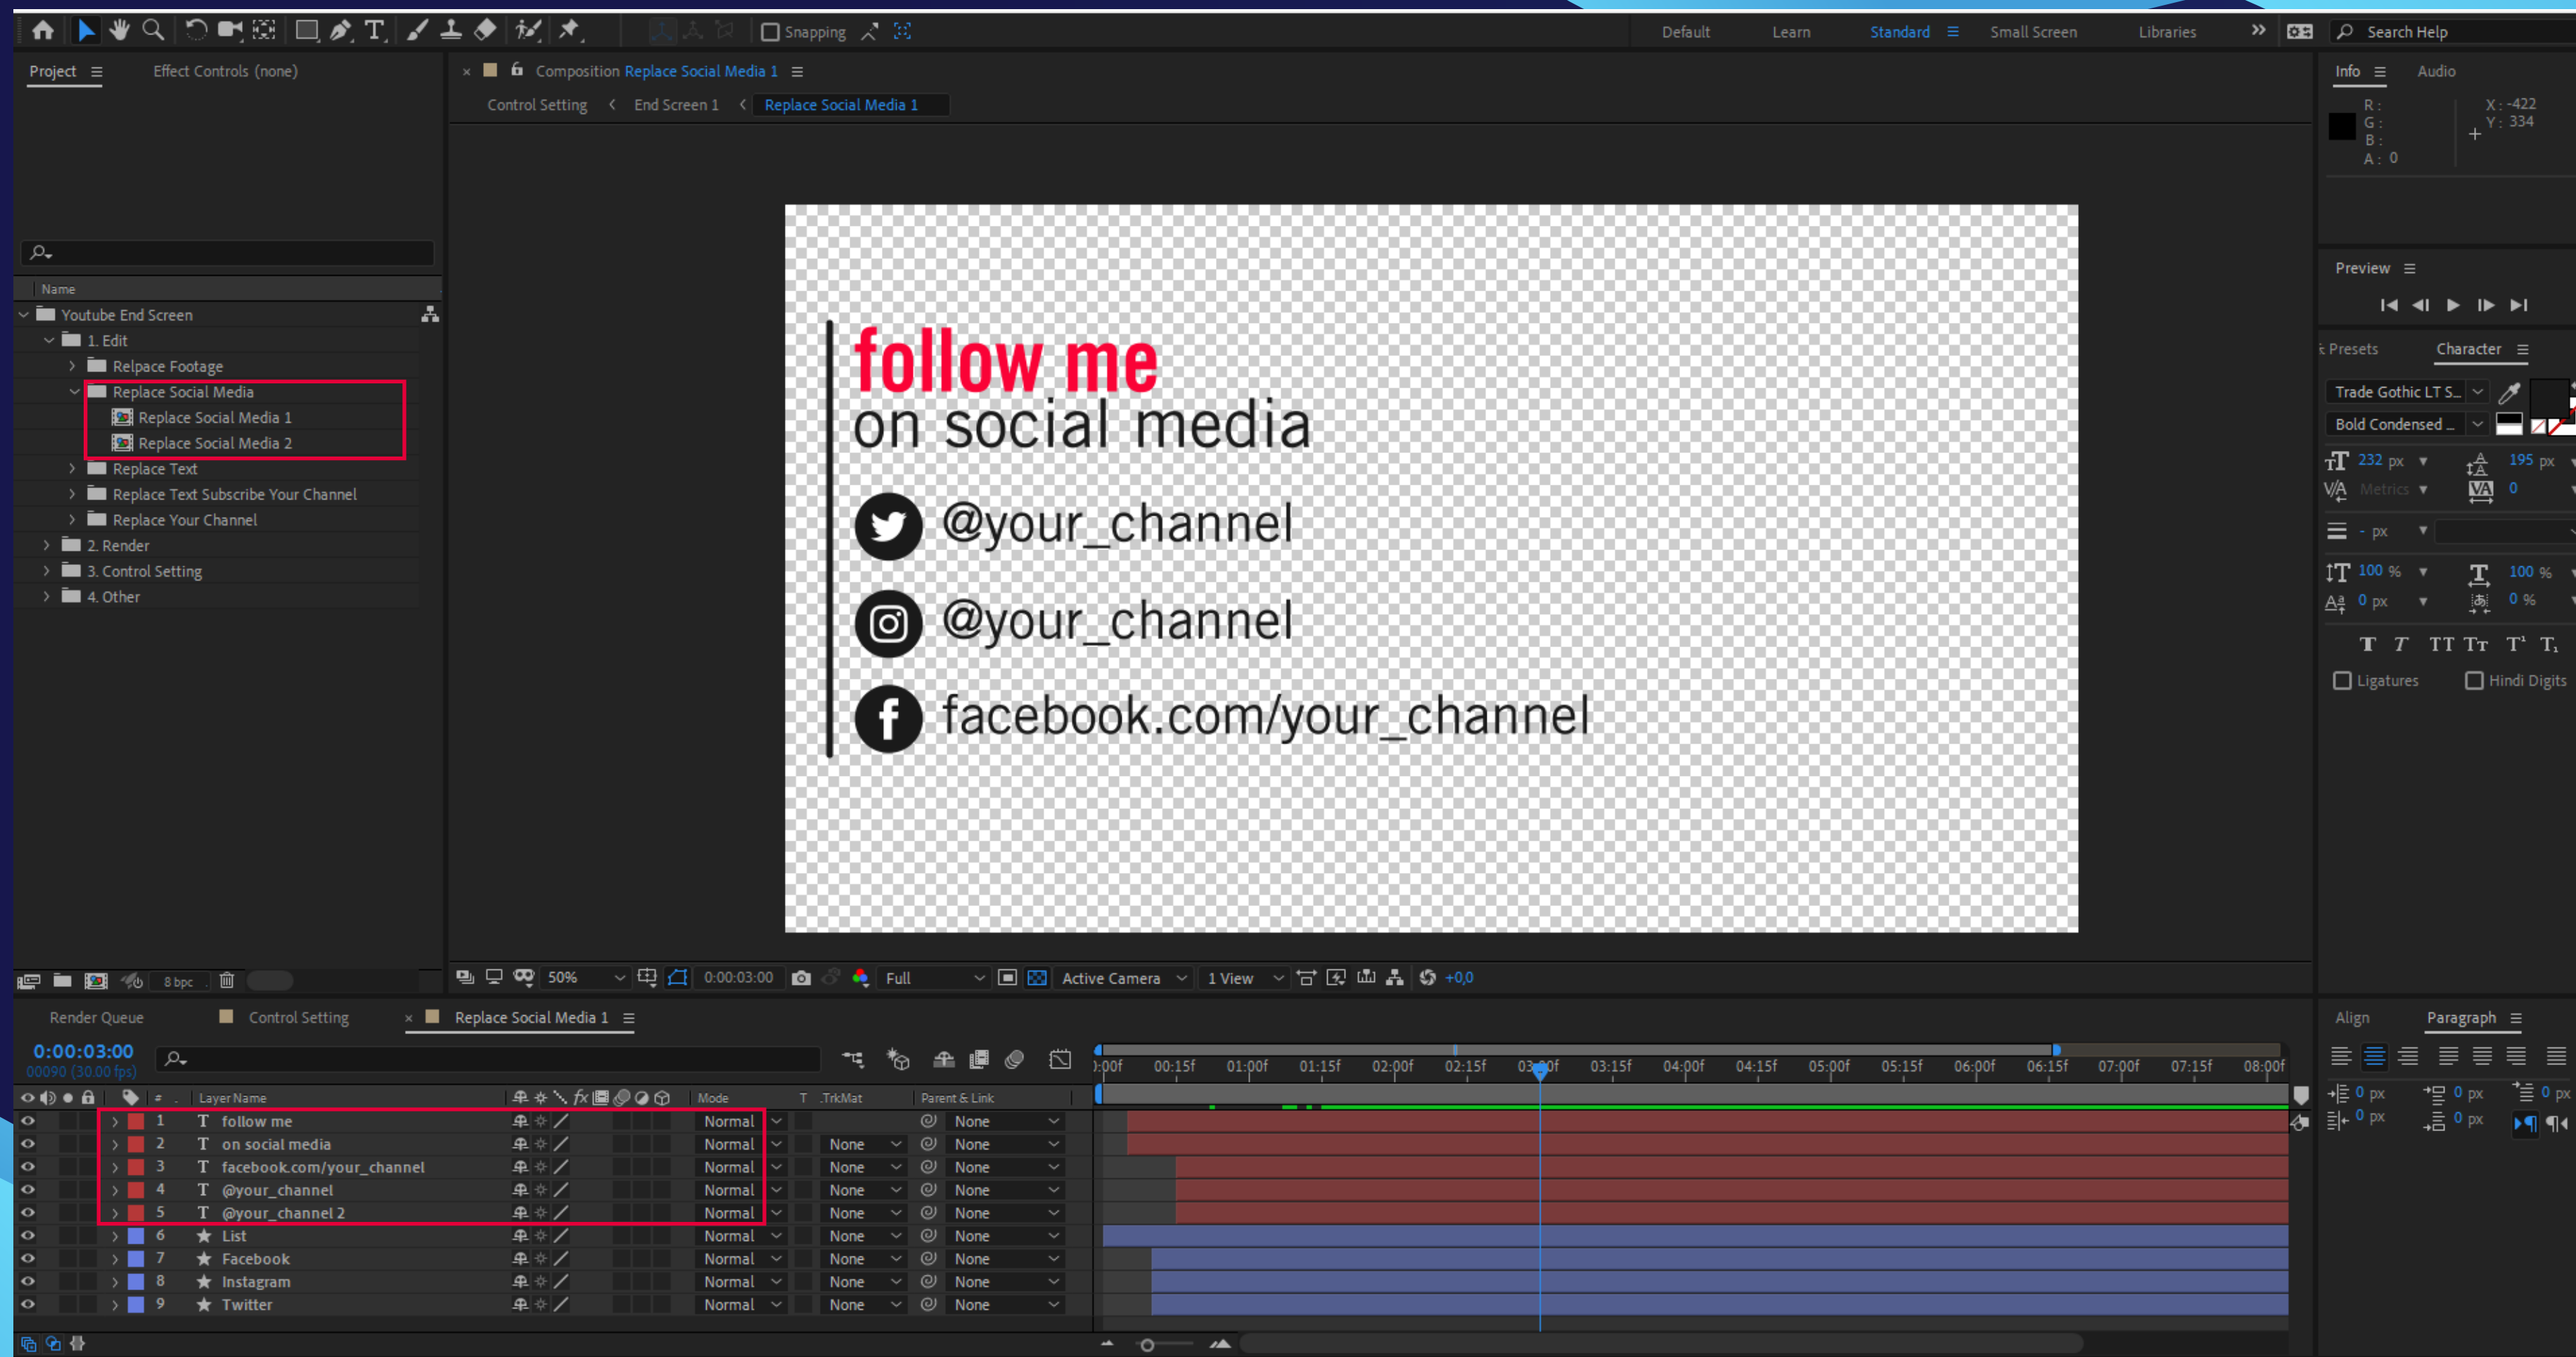 Snapping
Default Learn Standard Small Screen Libraries Search Help
Project Effect Controls (none)
Composition Replace Social Media 1
Control Setting < End Screen 1 < Replace Social Media 1
Info Audio
R: X: -422
G: Y: 334
B:
A: 0
Name
Youtube End Screen
1. Edit
Relpace Footage
Replace Social Media
Replace Social Media 1
Replace Social Media 2
Replace Text
Replace Text Subscribe Your Channel
Replace Your Channel
2. Render
3. Control Setting
4. Other
follow me
on social media
@your_channel
@your_channel
facebook.com/your_channel
Preview
Presets Character
Trade Gothic LT S...
Bold Condensed ...
232 px 195 px
Metrics 0
- px
100 % 100 %
0 px 0 %
Ligatures Hindi Digits
8 bpc
50% 0:00:03:00 Full Active Camera 1 View +0,0
Render Queue Control Setting Replace Social Media 1
Align Paragraph
0:00:03:00
00090 (30.00 fps)
00:15f 01:00f 01:15f 02:00f 02:15f 03:00f 03:15f 04:00f 04:15f 05:00f 05:15f 06:00f 06:15f 07:00f 07:15f 08:00f
# Layer Name Mode T .TrkMat Parent & Link
1 T follow me Normal None
2 T on social media Normal None None
3 T facebook.com/your_channel Normal None None
4 T @your_channel Normal None None
5 T @your_channel 2 Normal None None
6 List Normal None None
7 Facebook Normal None None
8 Instagram Normal None None
9 Twitter Normal None None
0 px 0 px 0 px
0 px 0 px